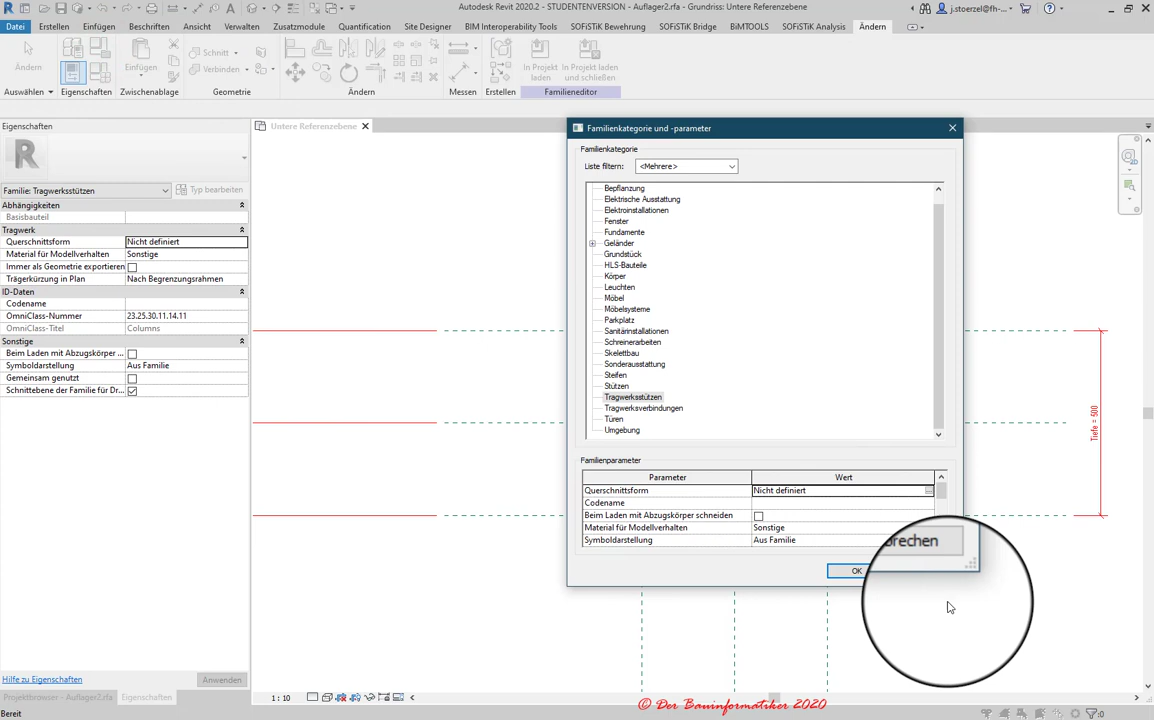 Autodesk Revit 2020.2 - STUDENTENVERSION - Auflager2.rfa - Grundriss: Untere Referenzebene
j.stoerzel@fh-...
Datei Erstellen Einfügen Beschriften Ansicht Verwalten Zusatzmodule Quantification Site Designer BIM Interoperability Tools SOFiSTiK Bewehrung SOFiSTiK Bridge BiMTOOLS SOFiSTiK Analysis Ändern
Ändern
Einfügen
Schnitt
Verbinden
In Projekt laden
In Projekt laden und schließen
Auswählen Eigenschaften Zwischenablage Geometrie Ändern Messen Erstellen Familieneditor
Eigenschaften
Untere Referenzebene
Familie: Tragwerksstützen Typ bearbeiten
Abhängigkeiten
Basisbauteil
Tragwerk
Querschnittsform Nicht definiert
Material für Modellverhalten Sonstige
Immer als Geometrie exportieren
Trägerkürzung in Plan Nach Begrenzungsrahmen
ID-Daten
Codename
OmniClass-Nummer 23.25.30.11.14.11
OmniClass-Titel Columns
Sonstige
Beim Laden mit Abzugskörper ...
Symboldarstellung Aus Familie
Gemeinsam genutzt
Schnittebene der Familie für Dr...
Hilfe zu Eigenschaften Anwenden
Projektbrowser - Auflager2.rfa Eigenschaften
Bereit
1 : 10
Familienkategorie und -parameter
Familienkategorie
Liste filtern: <Mehrere>
Bepflanzung
Elektrische Ausstattung
Elektroinstallationen
Fenster
Fundamente
Geländer
Grundstück
HLS-Bauteile
Körper
Leuchten
Möbel
Möbelsysteme
Parkplatz
Sanitärinstallationen
Schreinerarbeiten
Skelettbau
Sonderausstattung
Steifen
Stützen
Tragwerksstützen
Tragwerksverbindungen
Türen
Umgebung
Familienparameter
Parameter Wert
Querschnittsform Nicht definiert
Codename
Beim Laden mit Abzugskörper schneiden
Material für Modellverhalten Sonstige
Symboldarstellung Aus Familie
OK
brechen
Tiefe = 500
© Der Bauinformatiker 2020
:0